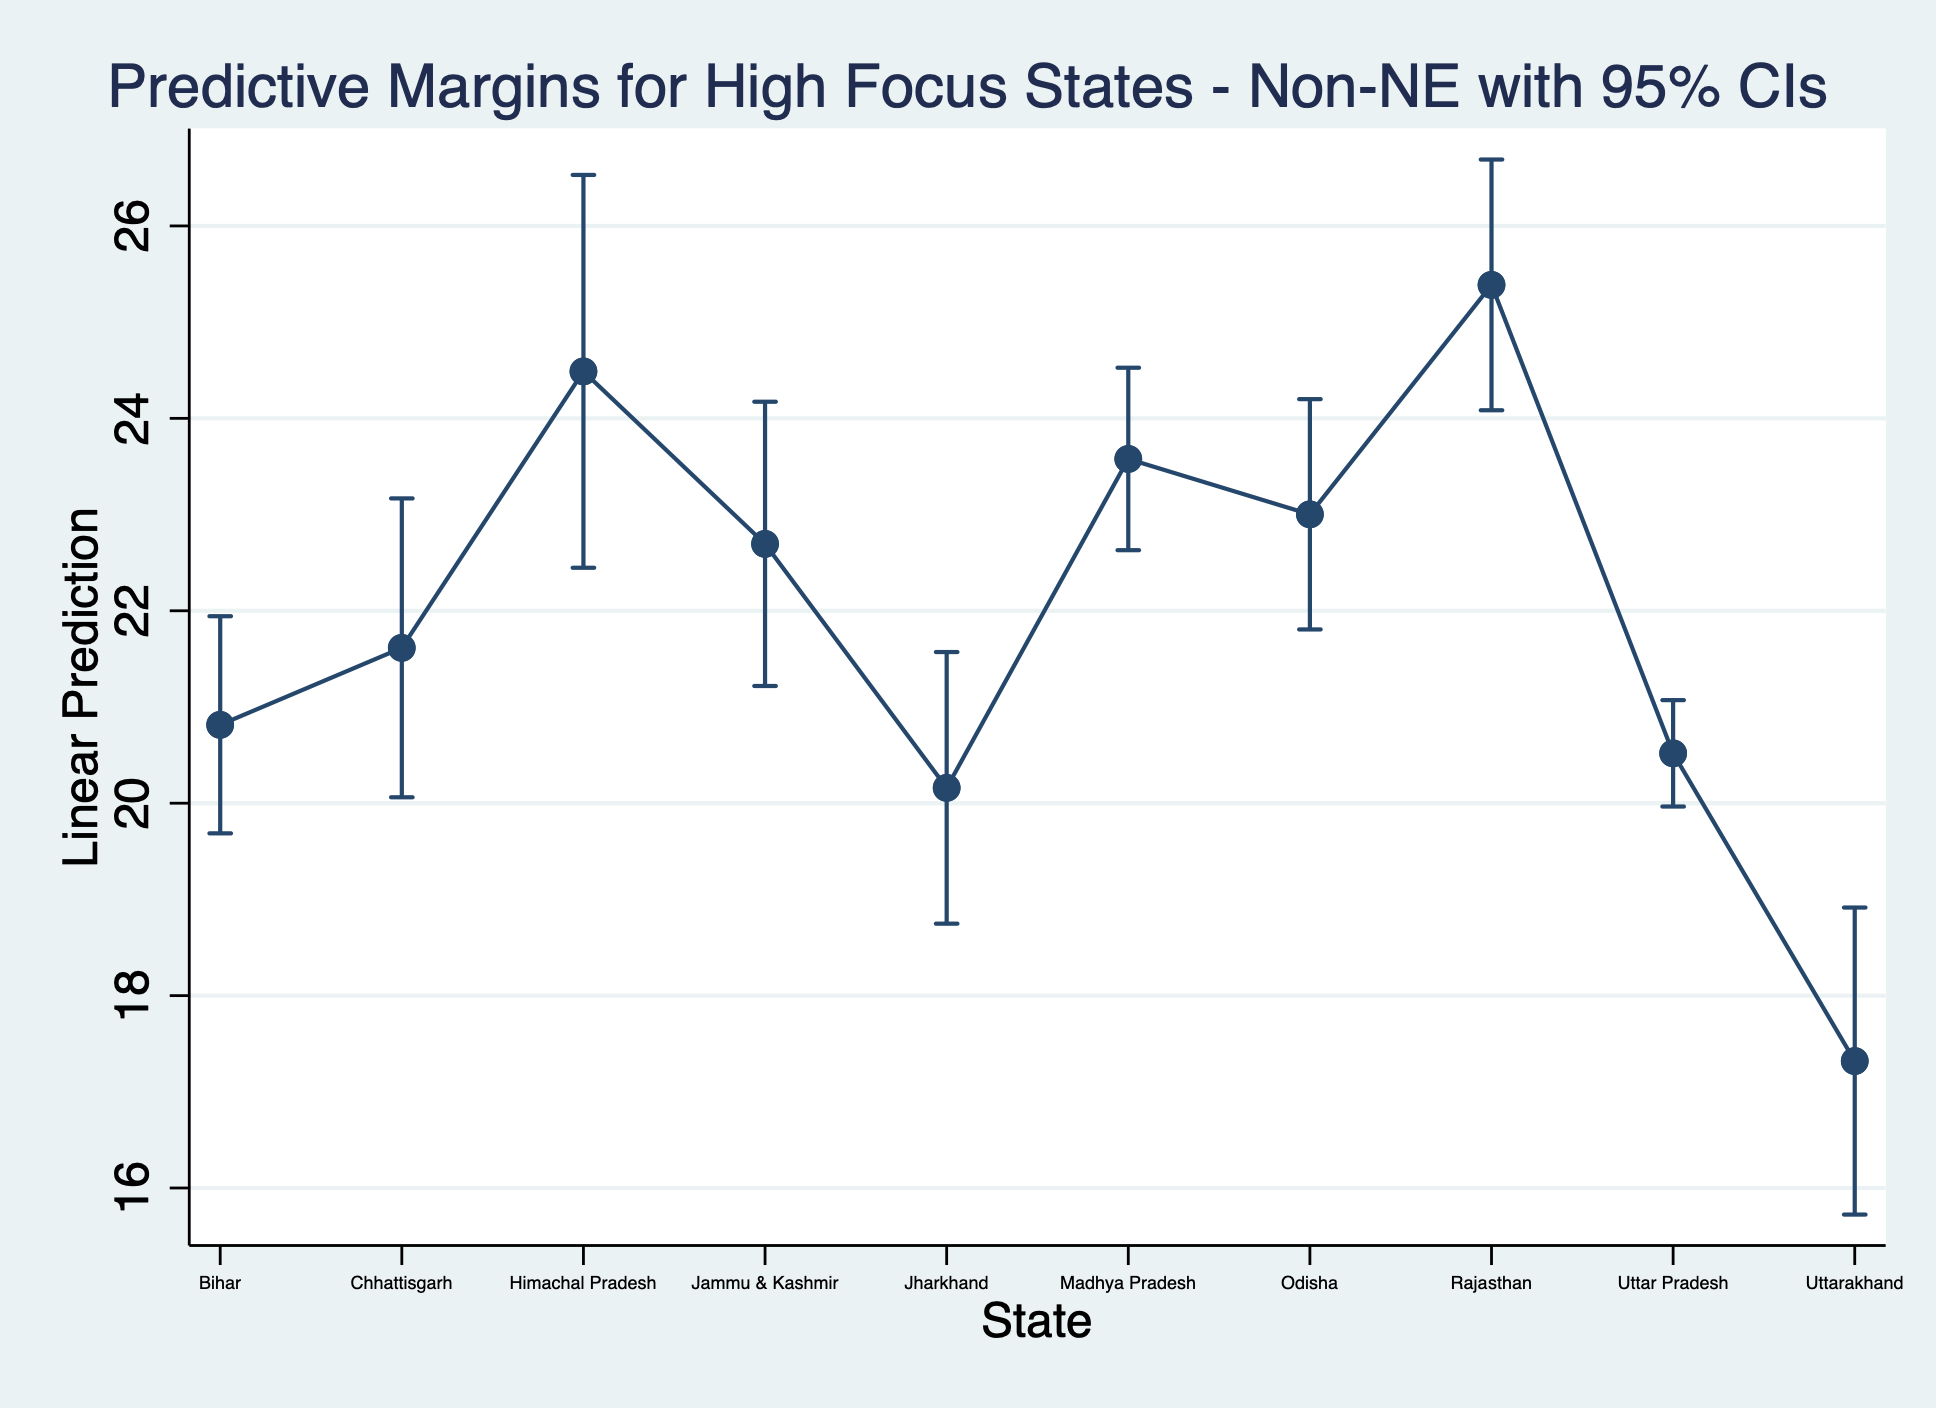 Predictive Margins for High Focus States - Non-NE with 95% CIs
Linear Prediction
26
24
22
20
18
16
Bihar
Chhattisgarh
Himachal Pradesh
Jammu & Kashmir
Jharkhand
Madhya Pradesh
Odisha
Rajasthan
Uttar Pradesh
Uttarakhand
State